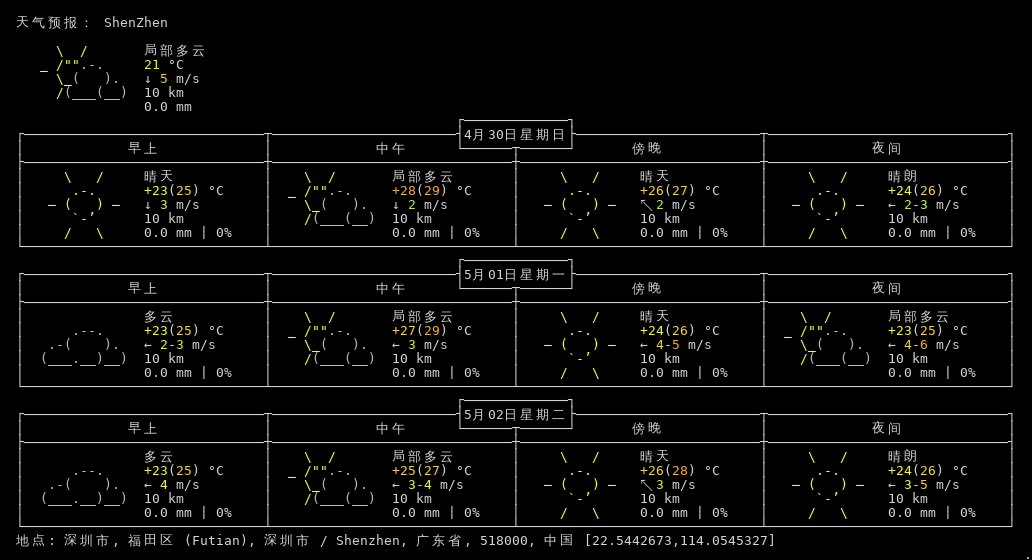 天气预报： ShenZhen
局部多云
21 °C
↓ 5 m/s
10 km
0.0 mm
4月30日星期日
早上 中午 傍晚 夜间
晴天 局部多云 晴天 晴朗
+23(25) °C +28(29) °C +26(27) °C +24(26) °C
↓ 3 m/s ↓ 2 m/s ↖ 2 m/s ← 2-3 m/s
10 km 10 km 10 km 10 km
0.0 mm | 0% 0.0 mm | 0% 0.0 mm | 0% 0.0 mm | 0%
5月01日星期一
早上 中午 傍晚 夜间
多云 局部多云 晴天 局部多云
+23(25) °C +27(29) °C +24(26) °C +23(25) °C
← 2-3 m/s ← 3 m/s ← 4-5 m/s ← 4-6 m/s
10 km 10 km 10 km 10 km
0.0 mm | 0% 0.0 mm | 0% 0.0 mm | 0% 0.0 mm | 0%
5月02日星期二
早上 中午 傍晚 夜间
多云 局部多云 晴天 晴朗
+23(25) °C +25(27) °C +26(28) °C +24(26) °C
← 4 m/s ← 3-4 m/s ↖ 3 m/s ← 3-5 m/s
10 km 10 km 10 km 10 km
0.0 mm | 0% 0.0 mm | 0% 0.0 mm | 0% 0.0 mm | 0%
地点: 深圳市, 福田区 (Futian), 深圳市 / Shenzhen, 广东省, 518000, 中国 [22.5442673,114.0545327]